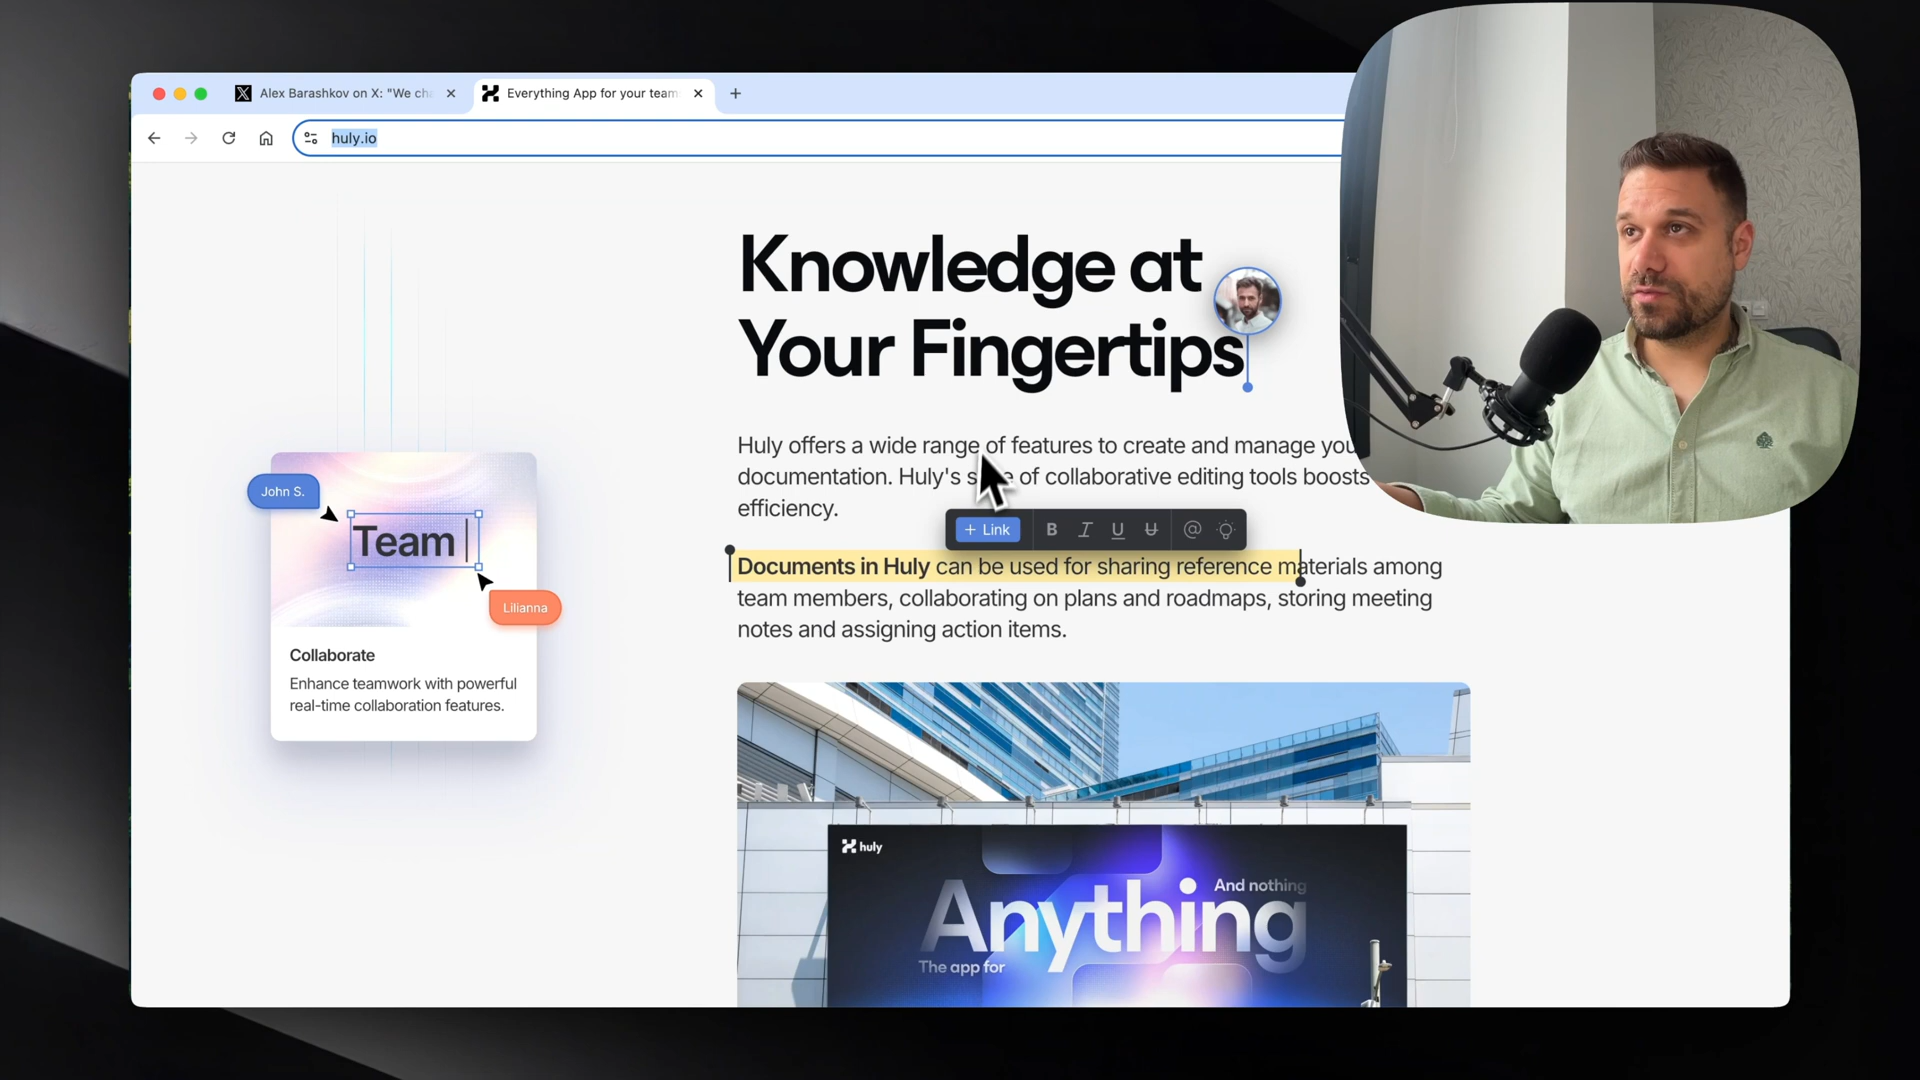 Alex Barashkov on X: "We cha
Everything App for your team
huly.io
Knowledge at
Your Fingertips
Huly offers a wide range of features to create and manage you
documentation. Huly's s e of collaborative editing tools boosts
efficiency.
+ Link B I U U @
Documents in Huly can be used for sharing reference materials among
team members, collaborating on plans and roadmaps, storing meeting
notes and assigning action items.
John S.
Team
Lilianna
Collaborate
Enhance teamwork with powerful
real-time collaboration features.
huly
And nothing
Anything
The app for